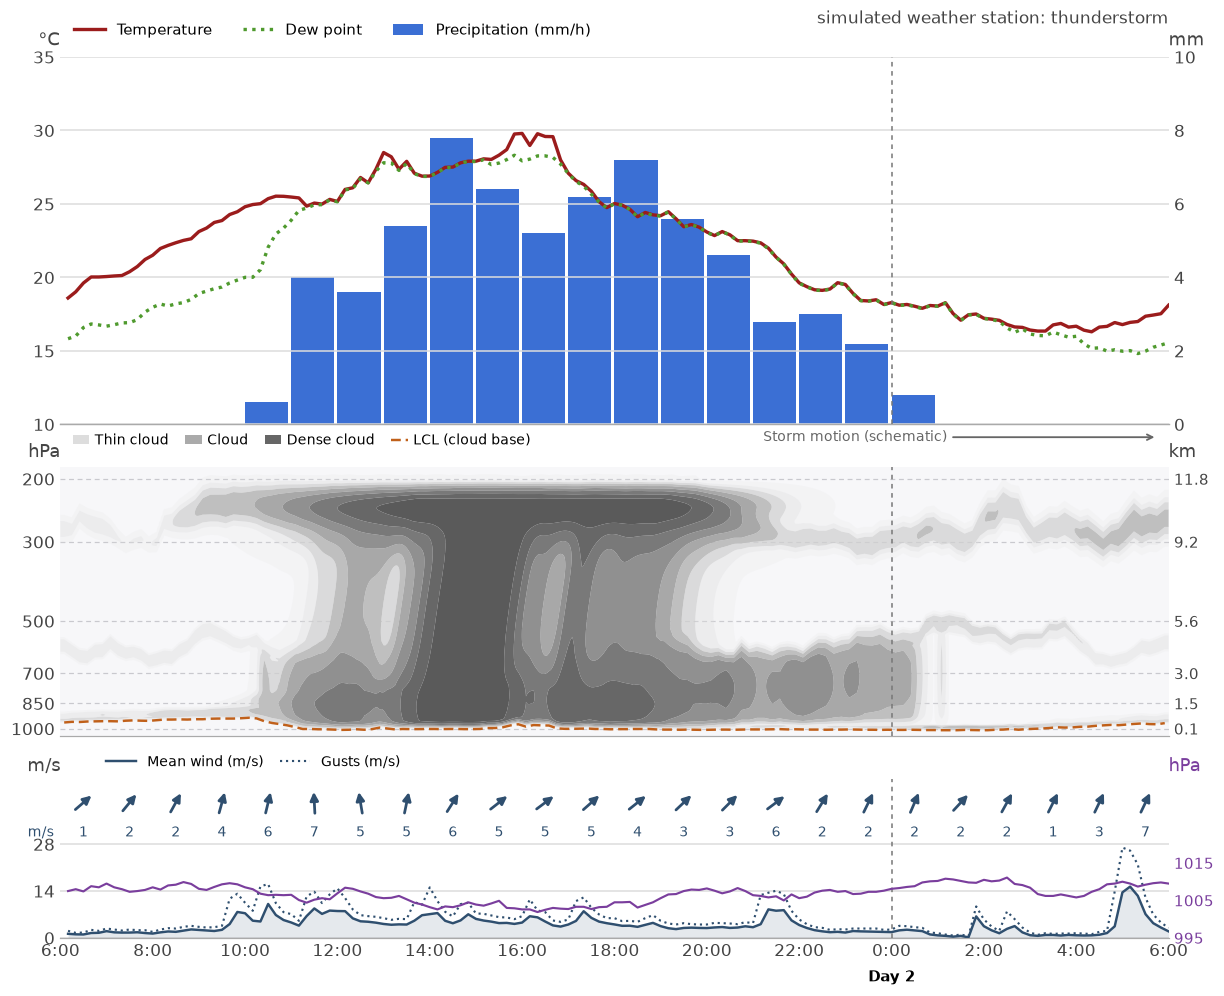 simulated weather station: thunderstorm
Temperature Dew point Precipitation (mm/h)
°C mm
35 10
30 8
25 6
20 4
15 2
10 0
Thin cloud Cloud Dense cloud LCL (cloud base) Storm motion (schematic)
hPa km
200 11.8
300 9.2
500 5.6
700 3.0
850 1.5
1000 0.1
m/s Mean wind (m/s) Gusts (m/s) hPa
m/s 1 2 2 4 6 7 5 5 6 5 5 5 4 3 3 6 2 2 2 2 2 1 3 7
28
1015
14
1005
0 995
6:00 8:00 10:00 12:00 14:00 16:00 18:00 20:00 22:00 0:00 2:00 4:00 6:00
Day 2